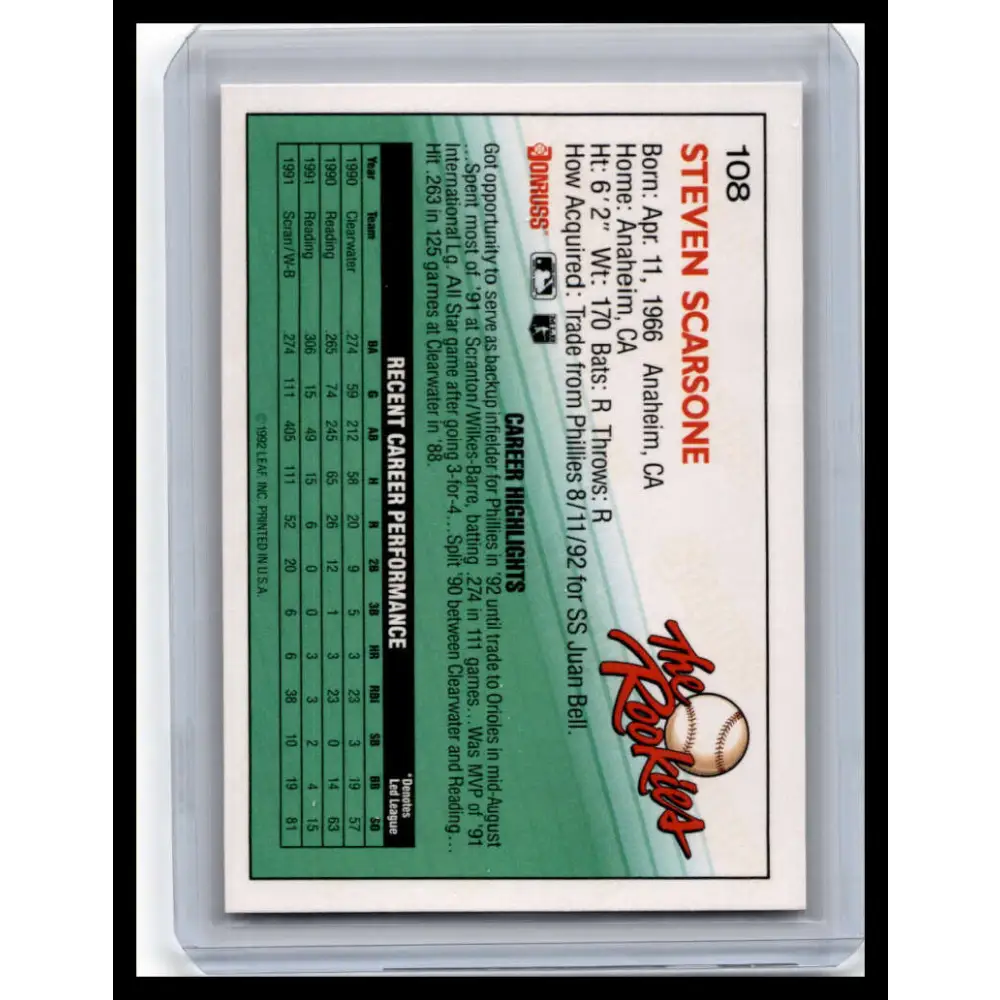 108
STEVEN SCARSONE
Born: Apr. 11, 1966 Anaheim, CA
Home: Anaheim, CA
Ht: 6'2" Wt: 170 Bats: R Throws: R
How Acquired: Trade from Phillies 8/11/92 for SS Juan Bell.
The Rookies
DONRUSS
CAREER HIGHLIGHTS
Got opportunity to serve as backup infielder for Phillies in '92 until trade to Orioles in mid-August
...Spent most of '91 at Scranton/Wilkes-Barre, batting .274 in 111 games...Was MVP of '91
International Lg. All Star game after going 3-for-4...Split '90 between Clearwater and Reading...
Hit .263 in 125 games at Clearwater in '88.
RECENT CAREER PERFORMANCE
*Denotes
Led League
Year Team BA G AB H R 2B 3B HR RBI SB BB SO
1990 Clearwater .274 59 212 58 20 9 5 3 23 3 19 57
1990 Reading .265 74 245 65 26 12 1 3 23 0 14 63
1991 Reading .306 15 49 15 6 0 0 3 3 2 4 15
1991 Scran/W-B .274 111 405 111 52 20 6 6 38 10 19 81
©1992 LEAF, INC. PRINTED IN U.S.A.